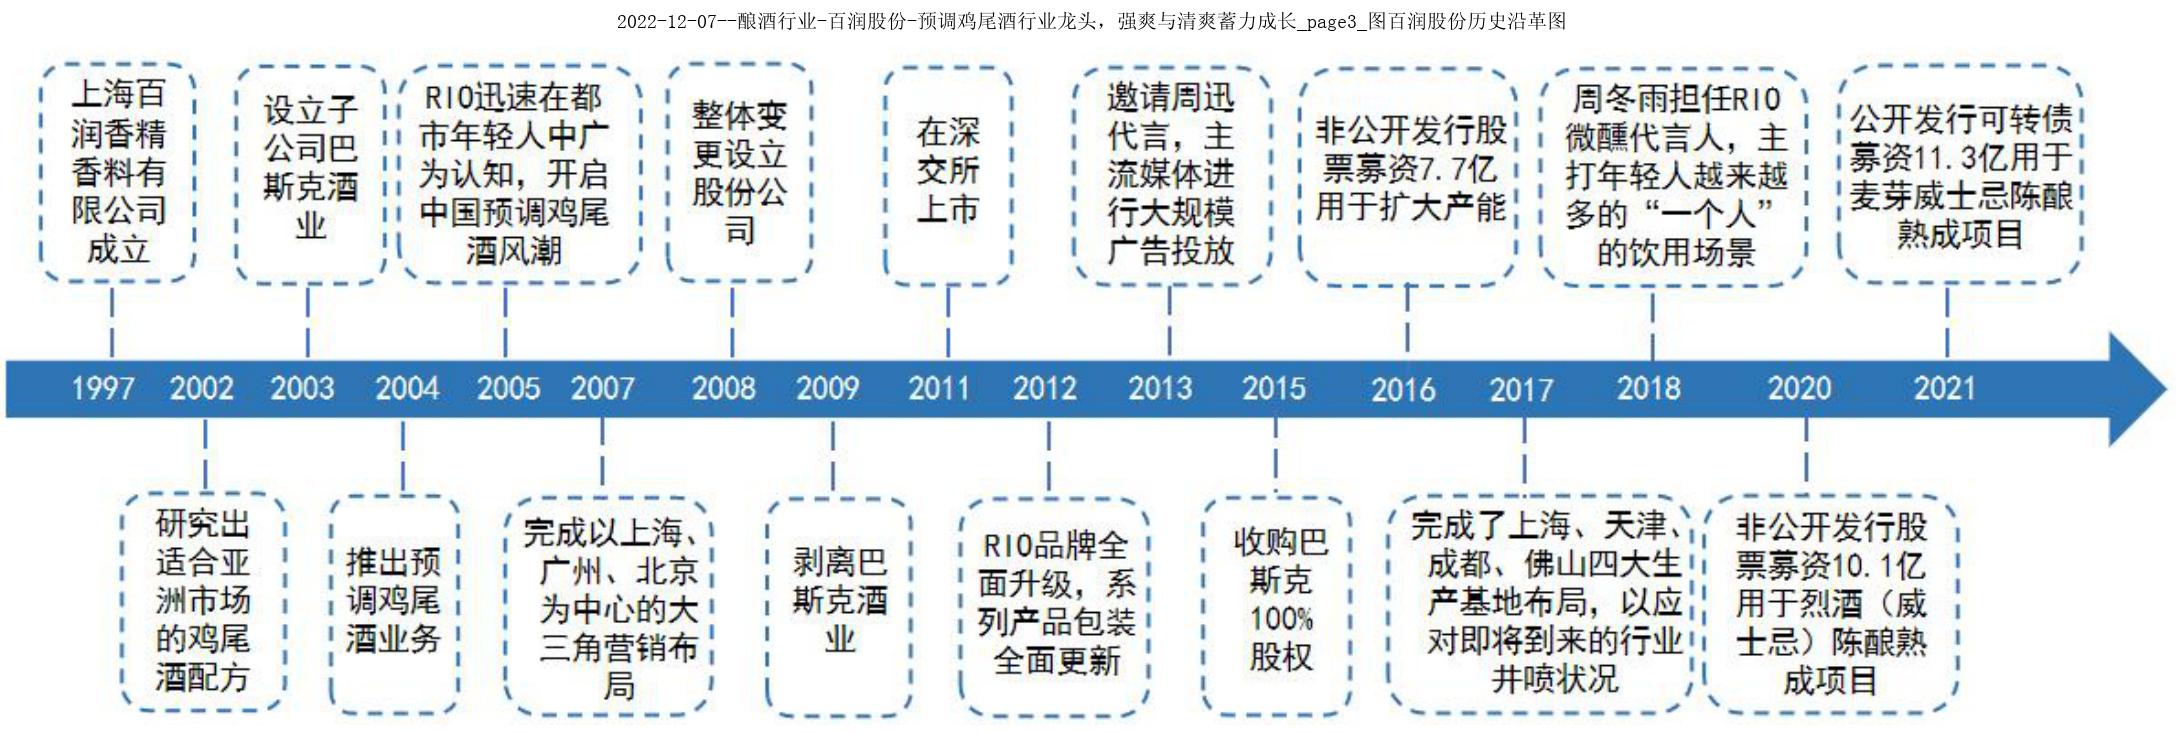 2022-12-07--酿酒行业-百润股份-预调鸡尾酒行业龙头，强爽与清爽蓄力成长_page3_图百润股份历史沿革图
上海百
润香精
香料有
限公司
成立
设立子
公司巴
斯克酒
业
RIO迅速在都
市年轻人中广
为认知，开启
中国预调鸡尾
酒风潮
整体变
更设立
股份公
司
在深
交所
上市
邀请周迅
代言，主
流媒体进
行大规模
广告投放
非公开发行股
票募资7.7亿
用于扩大产能
周冬雨担任RIO
微醺代言人，主
打年轻人越来越
多的“一个人”
的饮用场景
公开发行可转债
募资11.3亿用于
麦芽威士忌陈酿
熟成项目
1997 2002 2003 2004 2005 2007 2008 2009 2011 2012 2013 2015 2016 2017 2018 2020 2021
研究出
适合亚
洲市场
的鸡尾
酒配方
推出预
调鸡尾
酒业务
完成以上海、
广州、北京
为中心的大
三角营销布
局
剥离巴
斯克酒
业
RIO品牌全
面升级，系
列产品包装
全面更新
收购巴
斯克
100%
股权
完成了上海、天津、
成都、佛山四大生
产基地布局，以应
对即将到来的行业
井喷状况
非公开发行股
票募资10.1亿
用于烈酒（威
士忌）陈酿熟
成项目